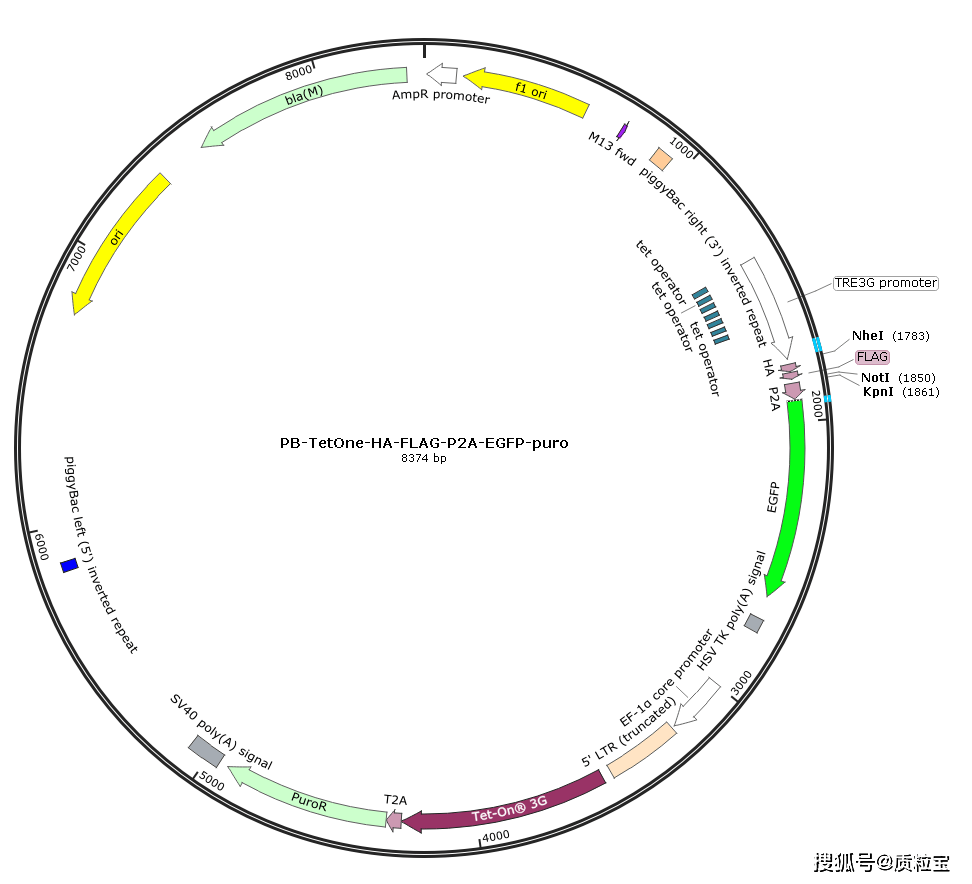 8000
bla(M)
AmpR promoter
f1 ori
M13 fwd
1000
piggyBac right (3') inverted repeat
ori
7000
tet operator
tet operator
tet operator
TRE3G promoter
NheI (1783)
HA
FLAG
NotI (1850)
KpnI (1861)
P2A
2000
PB-TetOne-HA-FLAG-P2A-EGFP-puro
8374 bp
EGFP
piggyBac left (5') inverted repeat
6000
HSV TK poly(A) signal
EF-1α core promoter
3000
5' LTR (truncated)
SV40 poly(A) signal
5000
PuroR
T2A
Tet-On® 3G
4000
搜狐号@质粒宝